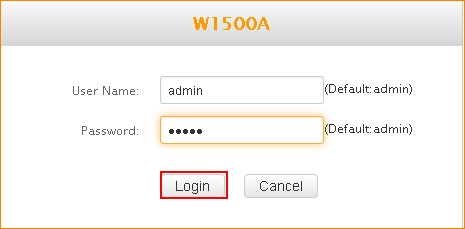 W1500A
User Name: admin (Default:admin)
Password: ●●●●● (Default:admin)
Login Cancel